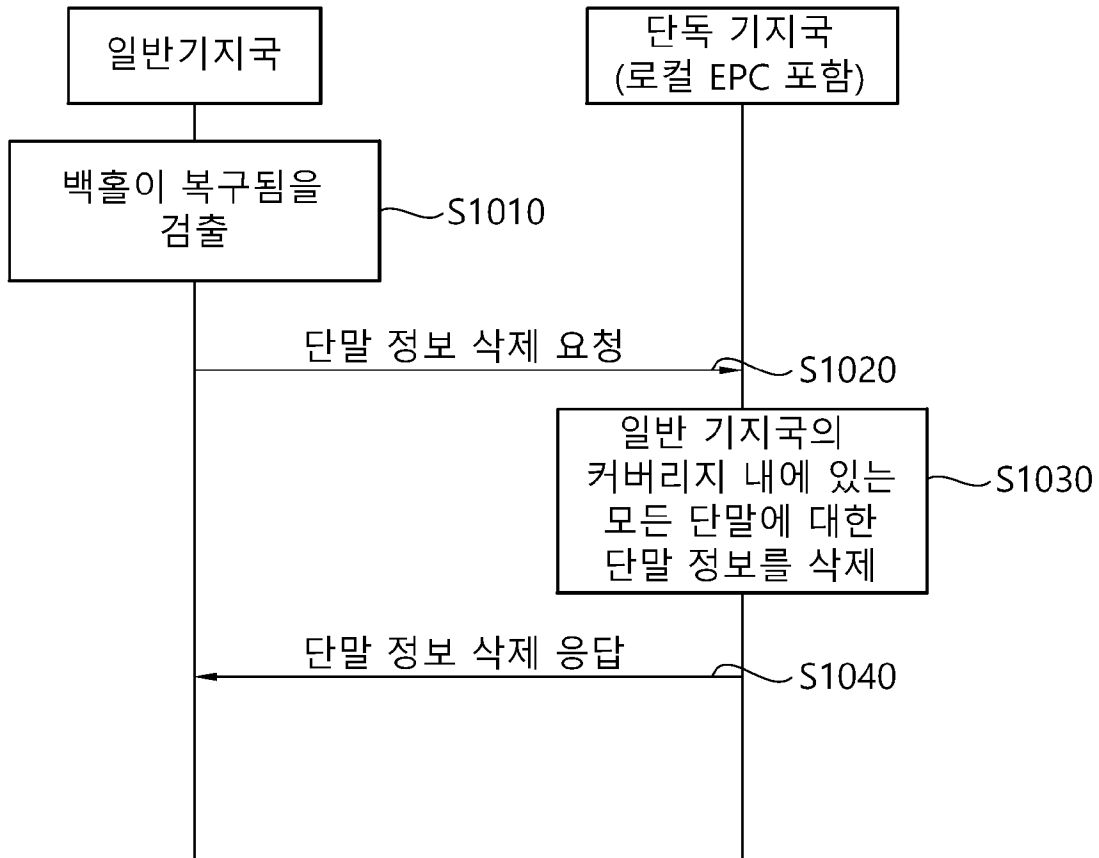 일반기지국
단독 기지국
(로컬 EPC 포함)
백홀이 복구됨을
검출
S1010
단말 정보 삭제 요청
S1020
일반 기지국의
커버리지 내에 있는
모든 단말에 대한
단말 정보를 삭제
S1030
단말 정보 삭제 응답
S1040